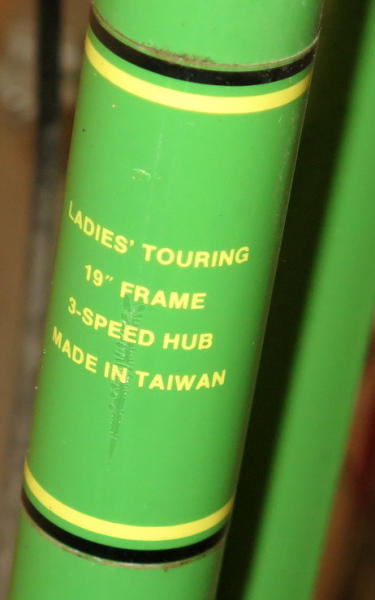 LADIES' TOURING
19" FRAME
3-SPEED HUB
MADE IN TAIWAN